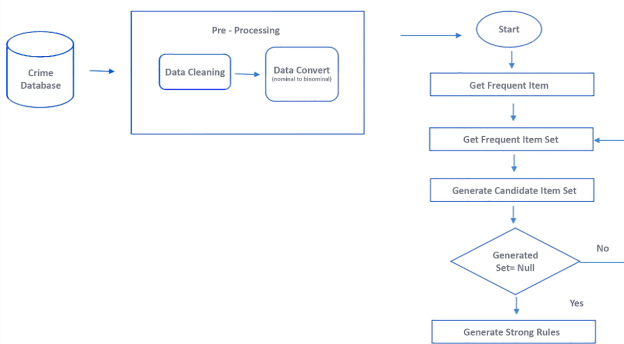 Crime
Database
Pre - Processing
Data Cleaning
Data Convert
(nominal to binominal)
Start
Get Frequent Item
Get Frequent Item Set
Generate Candidate Item Set
Generated
Set= Null
No
Yes
Generate Strong Rules